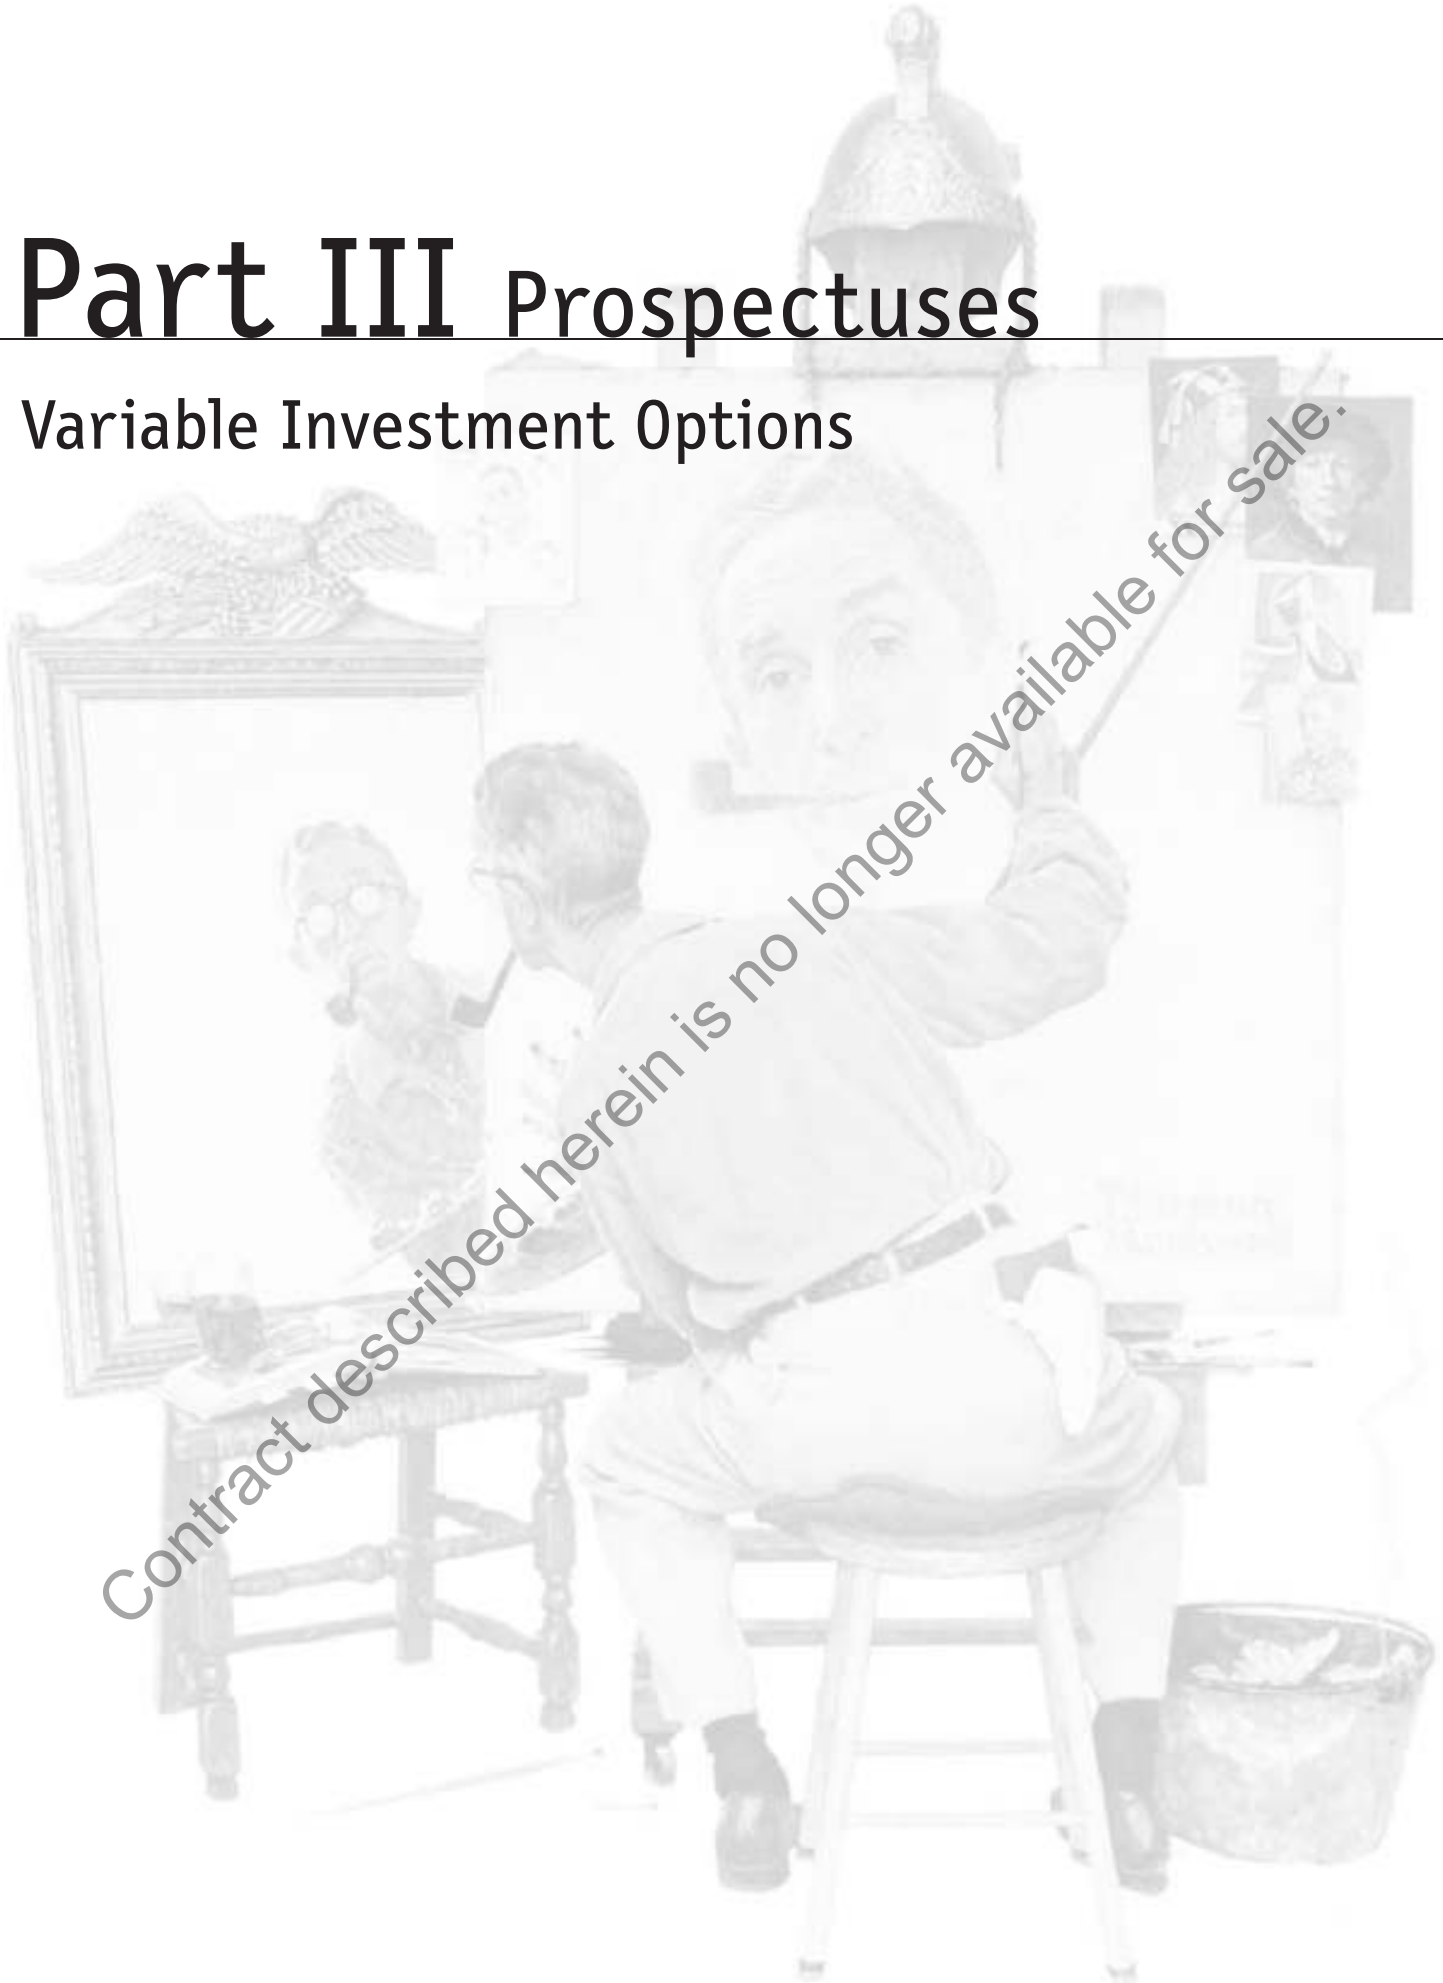 Part III Prospectuses
Variable Investment Options
Contract described herein is no longer available for sale.